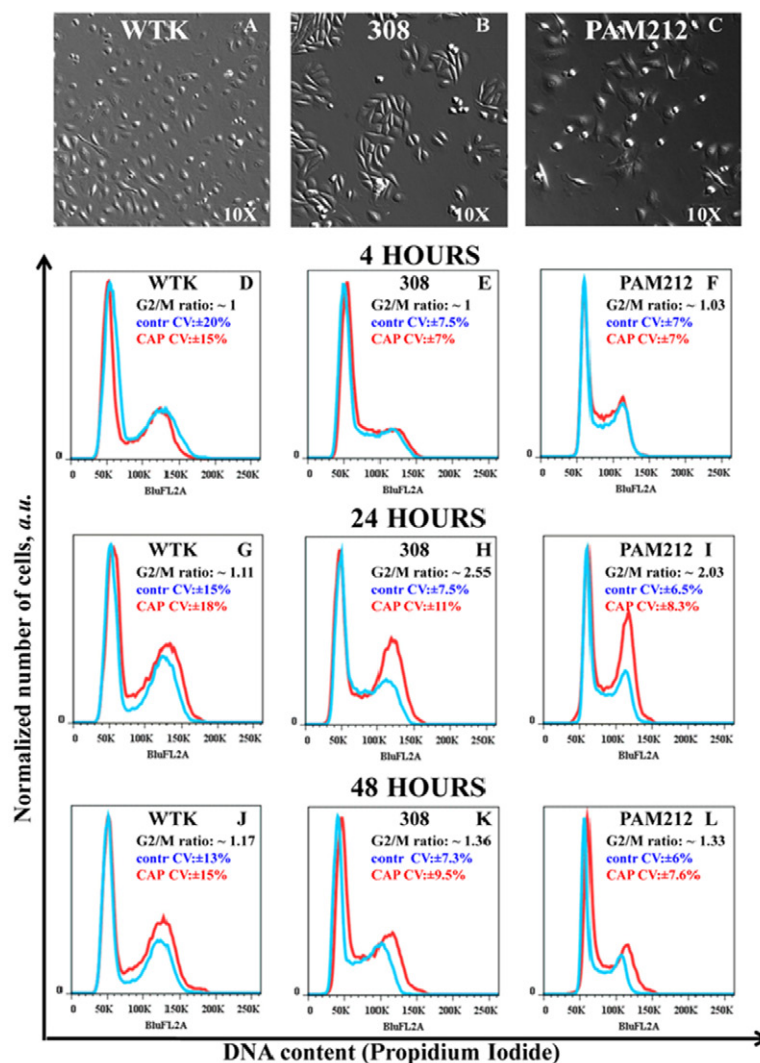 WTK A
308 B
PAM212 C
10X
10X
10X
4 HOURS
WTK D
G2/M ratio: ~ 1
contr CV:±20%
CAP CV:±15%
0
0 50K 100K 150K 200K 250K
BluFL2A
308 E
G2/M ratio: ~ 1
contr CV:±7.5%
CAP CV:±7%
0
0 50K 100K 150K 200K 250K
BluFL2A
PAM212 F
G2/M ratio: ~ 1.03
contr CV:±7%
CAP CV:±7%
0
0 50K 100K 150K 200K 250K
BluFL2A
24 HOURS
WTK G
G2/M ratio: ~ 1.11
contr CV:±15%
CAP CV:±18%
0
0 50K 100K 150K 200K 250K
BluFL2A
308 H
G2/M ratio: ~ 2.55
contr CV:±7.5%
CAP CV:±11%
0
0 50K 100K 150K 200K 250K
BluFL2A
PAM212 I
G2/M ratio: ~ 2.03
contr CV:±6.5%
CAP CV:±8.3%
0
0 50K 100K 150K 200K 250K
BluFL2A
48 HOURS
WTK J
G2/M ratio: ~ 1.17
contr CV:±13%
CAP CV:±15%
0
0 50K 100K 150K 200K 250K
BluFL2A
308 K
G2/M ratio: ~ 1.36
contr CV:±7.3%
CAP CV:±9.5%
0
0 50K 100K 150K 200K 250K
BluFL2A
PAM212 L
G2/M ratio: ~ 1.33
contr CV:±6%
CAP CV:±7.6%
0
0 50K 100K 150K 200K 250K
BluFL2A
Normalized number of cells, a.u.
DNA content (Propidium Iodide)